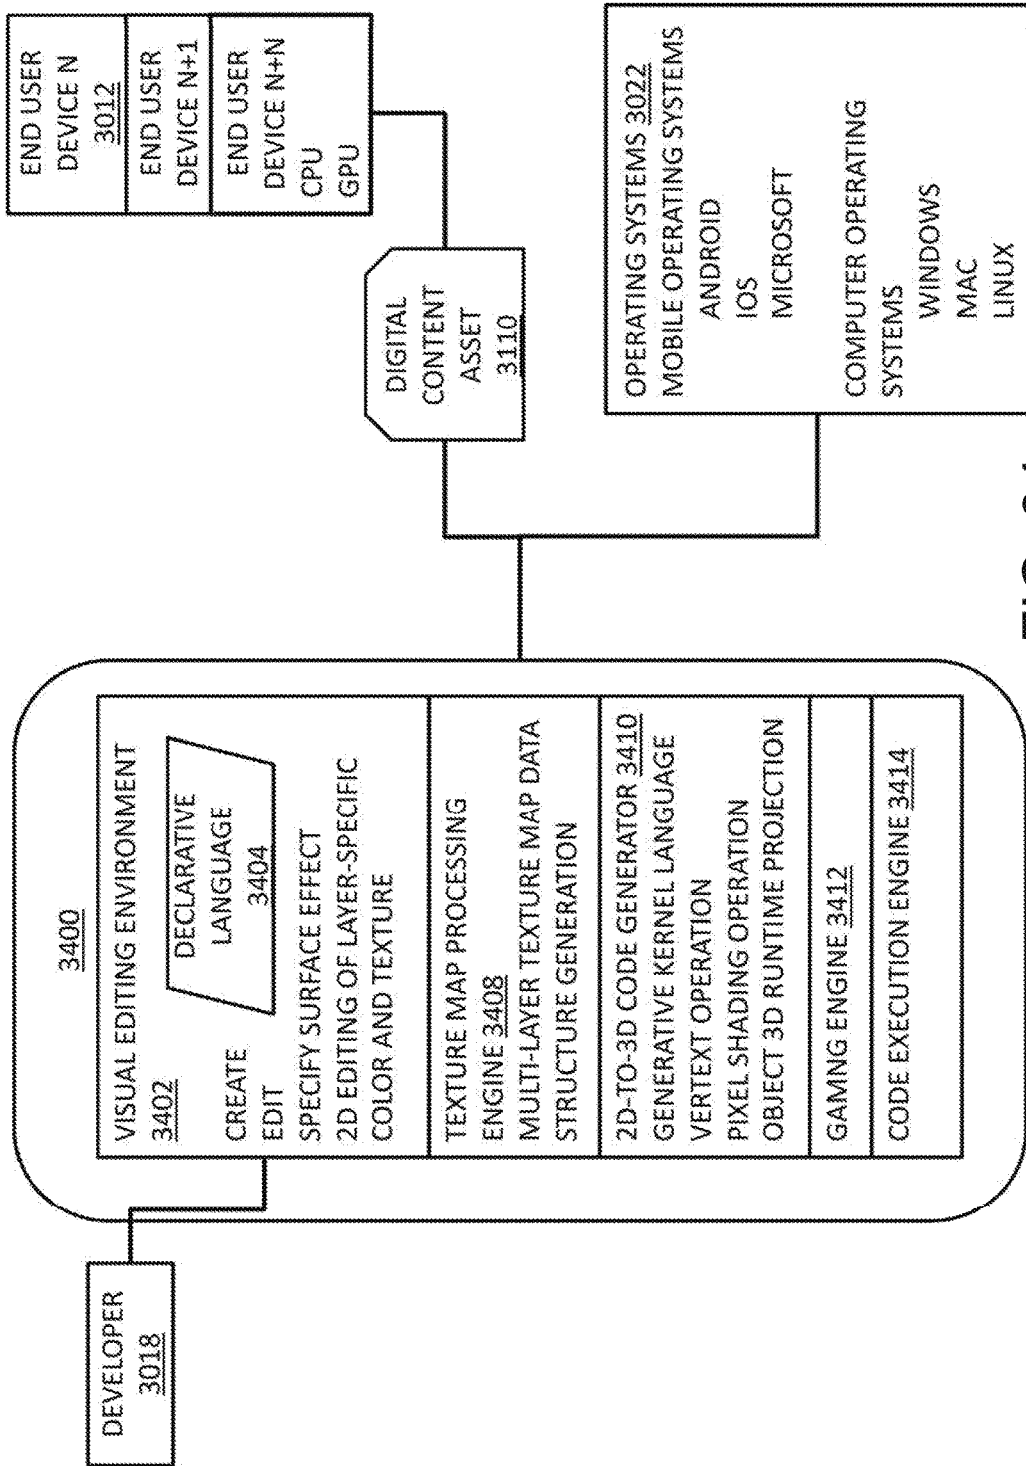 DEVELOPER
3018
3400
VISUAL EDITING ENVIRONMENT
3402
DECLARATIVE
LANGUAGE
3404
CREATE
EDIT
SPECIFY SURFACE EFFECT
2D EDITING OF LAYER-SPECIFIC
COLOR AND TEXTURE
TEXTURE MAP PROCESSING
ENGINE 3408
MULTI-LAYER TEXTURE MAP DATA
STRUCTURE GENERATION
2D-TO-3D CODE GENERATOR 3410
GENERATIVE KERNEL LANGUAGE
VERTEXT OPERATION
PIXEL SHADING OPERATION
OBJECT 3D RUNTIME PROJECTION
GAMNG ENGINE 3412
CODE EXECUTION ENGINE 3414
DIGITAL
CONTENT
ASSET
3110
END USER
DEVICE N
3012
END USER
DEVICE N+1
END USER
DEVICE N+N
CPU
GPU
OPERATING SYSTEMS 3022
MOBILE OPERATING SYSTEMS
ANDROID
IOS
MICROSOFT
COMPUTER OPERATING
SYSTEMS
WINDOWS
MAC
LINUX